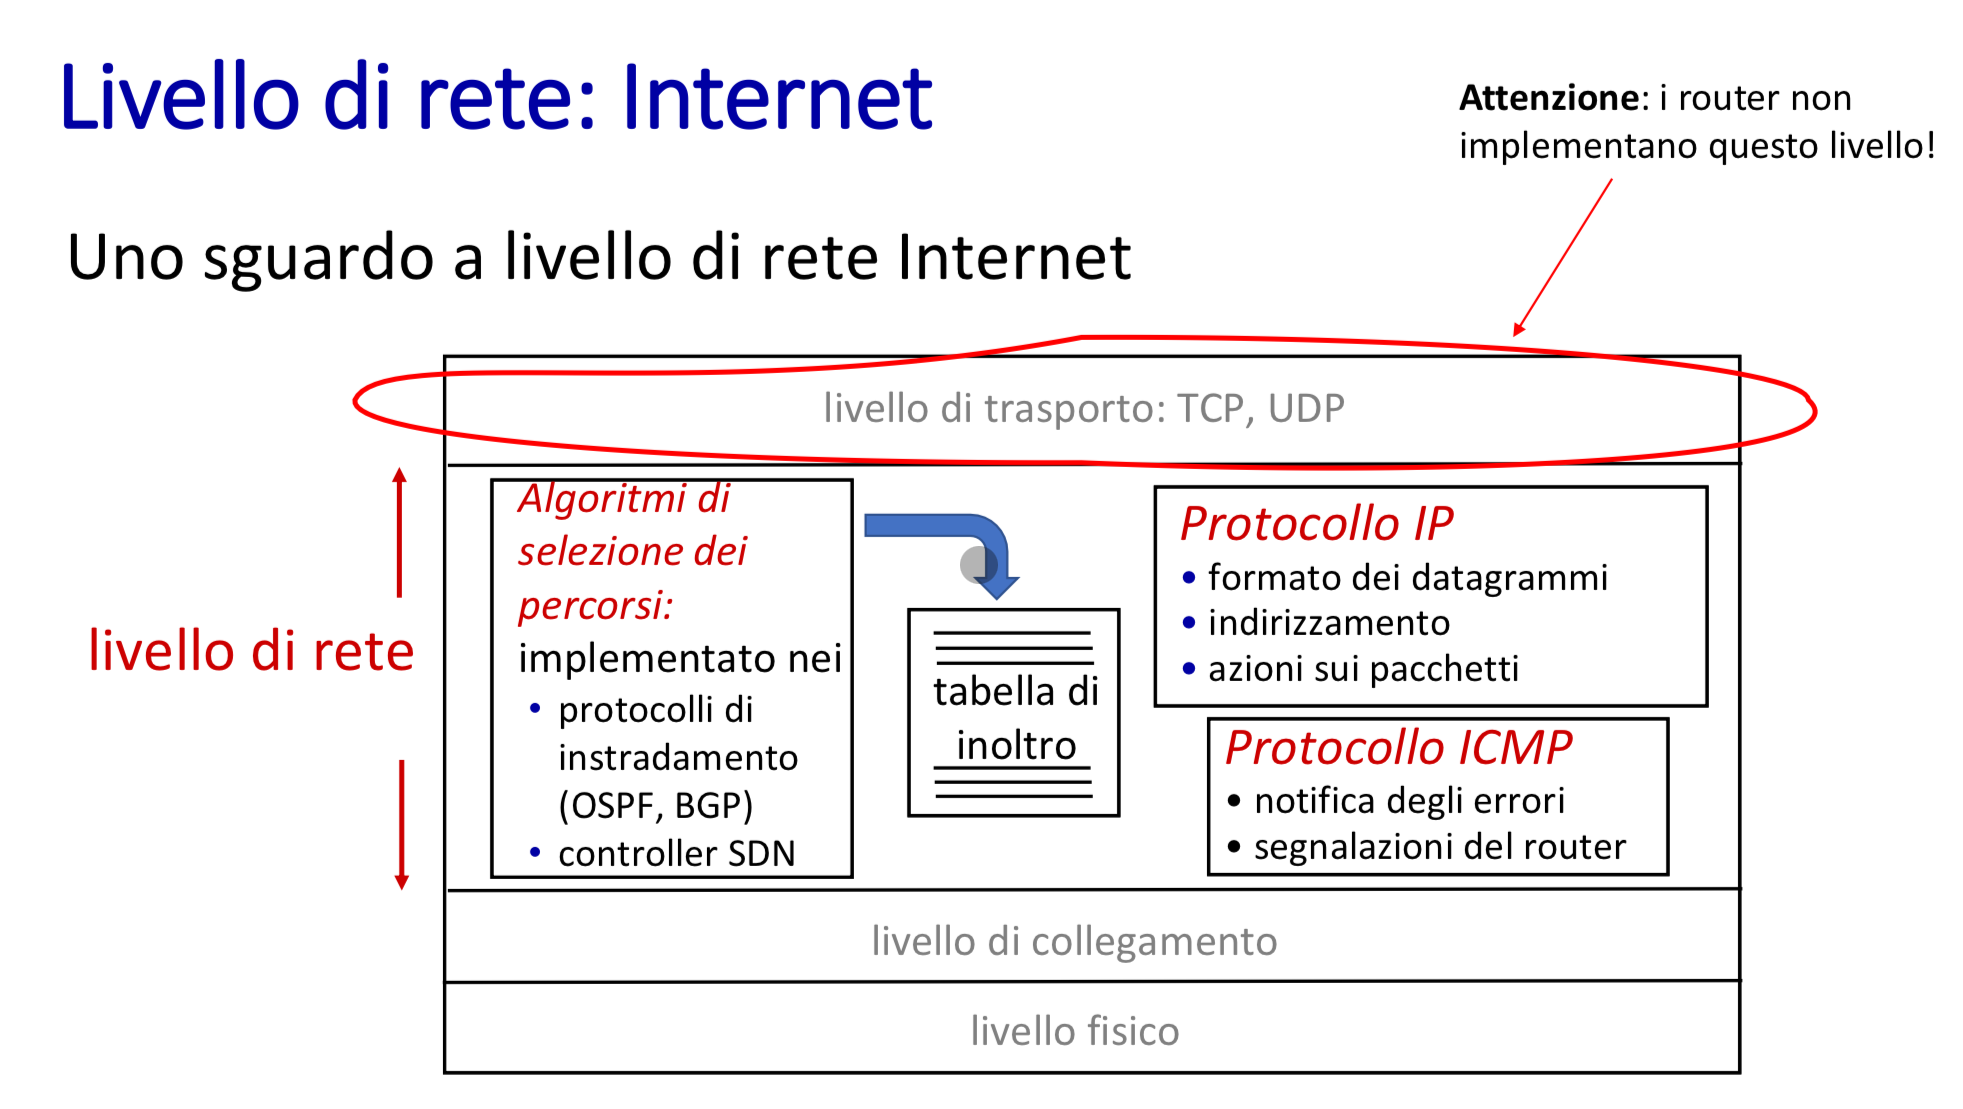 Livello di rete: Internet
Attenzione: i router non
implementano questo livello!
Uno sguardo a livello di rete Internet
livello di trasporto: TCP, UDP
livello di rete
Algoritmi di
selezione dei
percorsi:
implementato nei
• protocolli di
instradamento
(OSPF, BGP)
• controller SDN
tabella di
inoltro
Protocollo IP
• formato dei datagrammi
• indirizzamento
• azioni sui pacchetti
Protocollo ICMP
• notifica degli errori
• segnalazioni del router
livello di collegamento
livello fisico